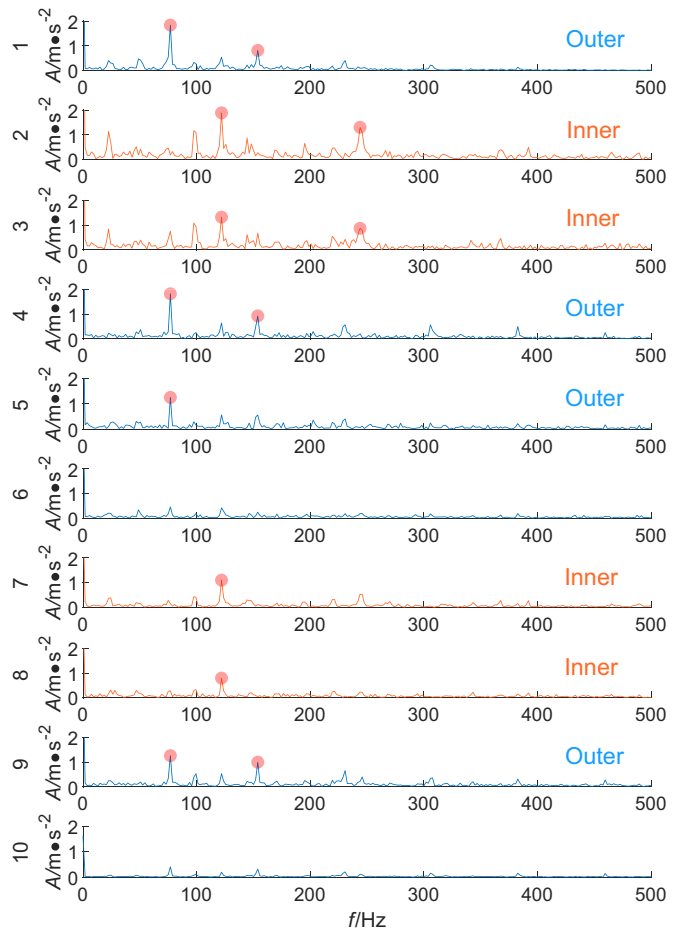 1 A/m●s-2 2 1 0 Outer
0 100 200 300 400 500
2 A/m●s-2 2 1 0 Inner
0 100 200 300 400 500
3 A/m●s-2 2 1 0 Inner
0 100 200 300 400 500
4 A/m●s-2 2 1 0 Outer
0 100 200 300 400 500
5 A/m●s-2 2 1 0 Outer
0 100 200 300 400 500
6 A/m●s-2 2 1 0
0 100 200 300 400 500
7 A/m●s-2 2 1 0 Inner
0 100 200 300 400 500
8 A/m●s-2 2 1 0 Inner
0 100 200 300 400 500
9 A/m●s-2 2 1 0 Outer
0 100 200 300 400 500
10 A/m●s-2 2 1 0
0 100 200 300 400 500
f/Hz